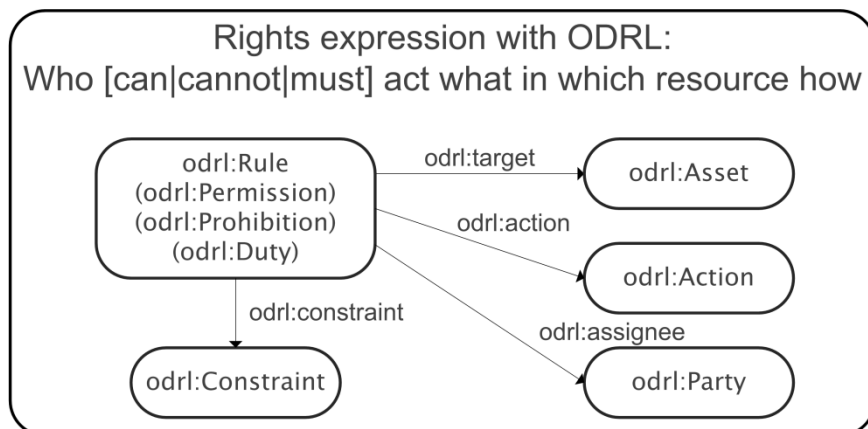 Rights expression with ODRL:
Who [can|cannot|must] act what in which resource how
odrl:Rule
(odrl:Permission)
(odrl:Prohibition)
(odrl:Duty)
odrl:target
odrl:Asset
odrl:action
odrl:Action
odrl:constraint
odrl:assignee
odrl:Constraint
odrl:Party